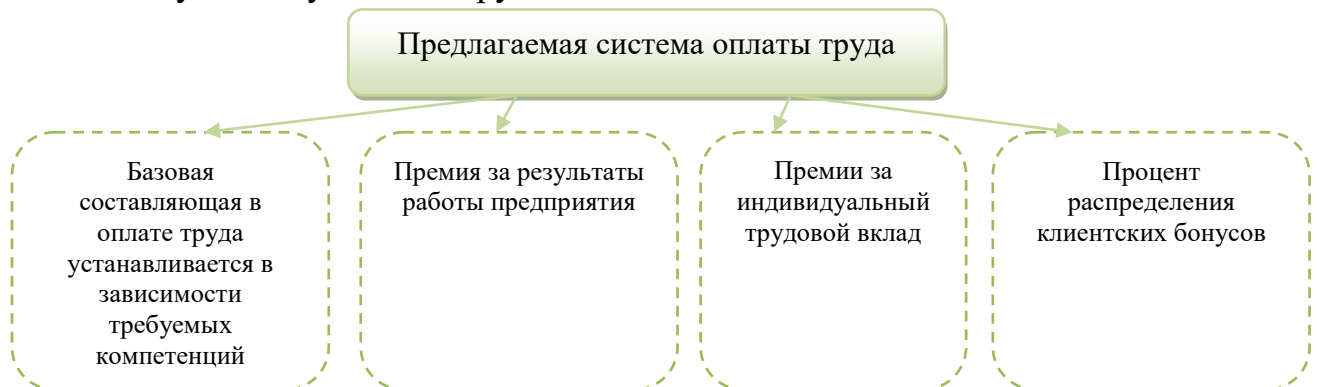 Предлагаемая система оплаты труда
Базовая
составляющая в
оплате труда
устанавливается в
зависимости
требуемых
компетенций
Премия за результаты
работы предприятия
Премии за
индивидуальный
трудовой вклад
Процент
распределения
клиентских бонусов